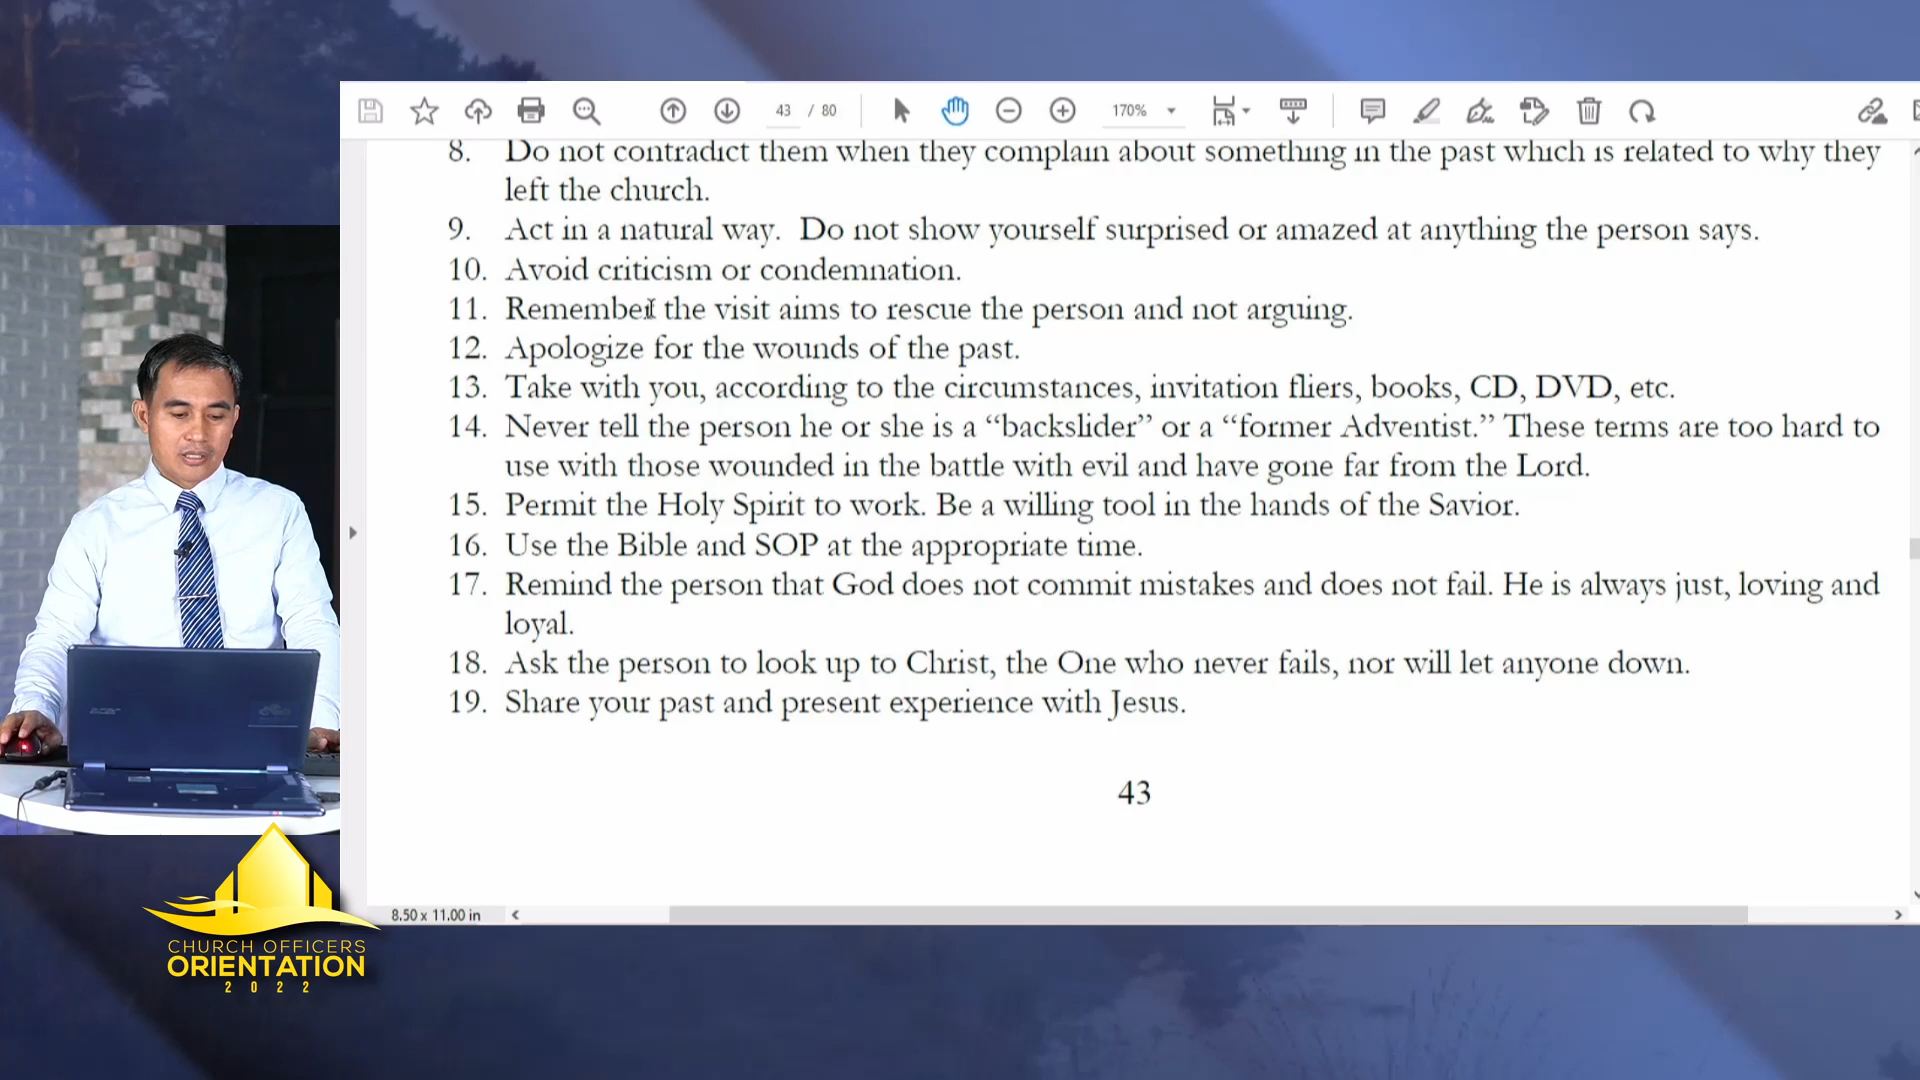 43 / 80
170%
8. Do not contradict them when they complain about something in the past which is related to why they
left the church.
9. Act in a natural way. Do not show yourself surprised or amazed at anything the person says.
10. Avoid criticism or condemnation.
11. Remember the visit aims to rescue the person and not arguing.
12. Apologize for the wounds of the past.
13. Take with you, according to the circumstances, invitation fliers, books, CD, DVD, etc.
14. Never tell the person he or she is a “backslider” or a “former Adventist.” These terms are too hard to
use with those wounded in the battle with evil and have gone far from the Lord.
15. Permit the Holy Spirit to work. Be a willing tool in the hands of the Savior.
16. Use the Bible and SOP at the appropriate time.
17. Remind the person that God does not commit mistakes and does not fail. He is always just, loving and
loyal.
18. Ask the person to look up to Christ, the One who never fails, nor will let anyone down.
19. Share your past and present experience with Jesus.
43
8.50 x 11.00 in
CHURCH OFFICERS
ORIENTATION
2022